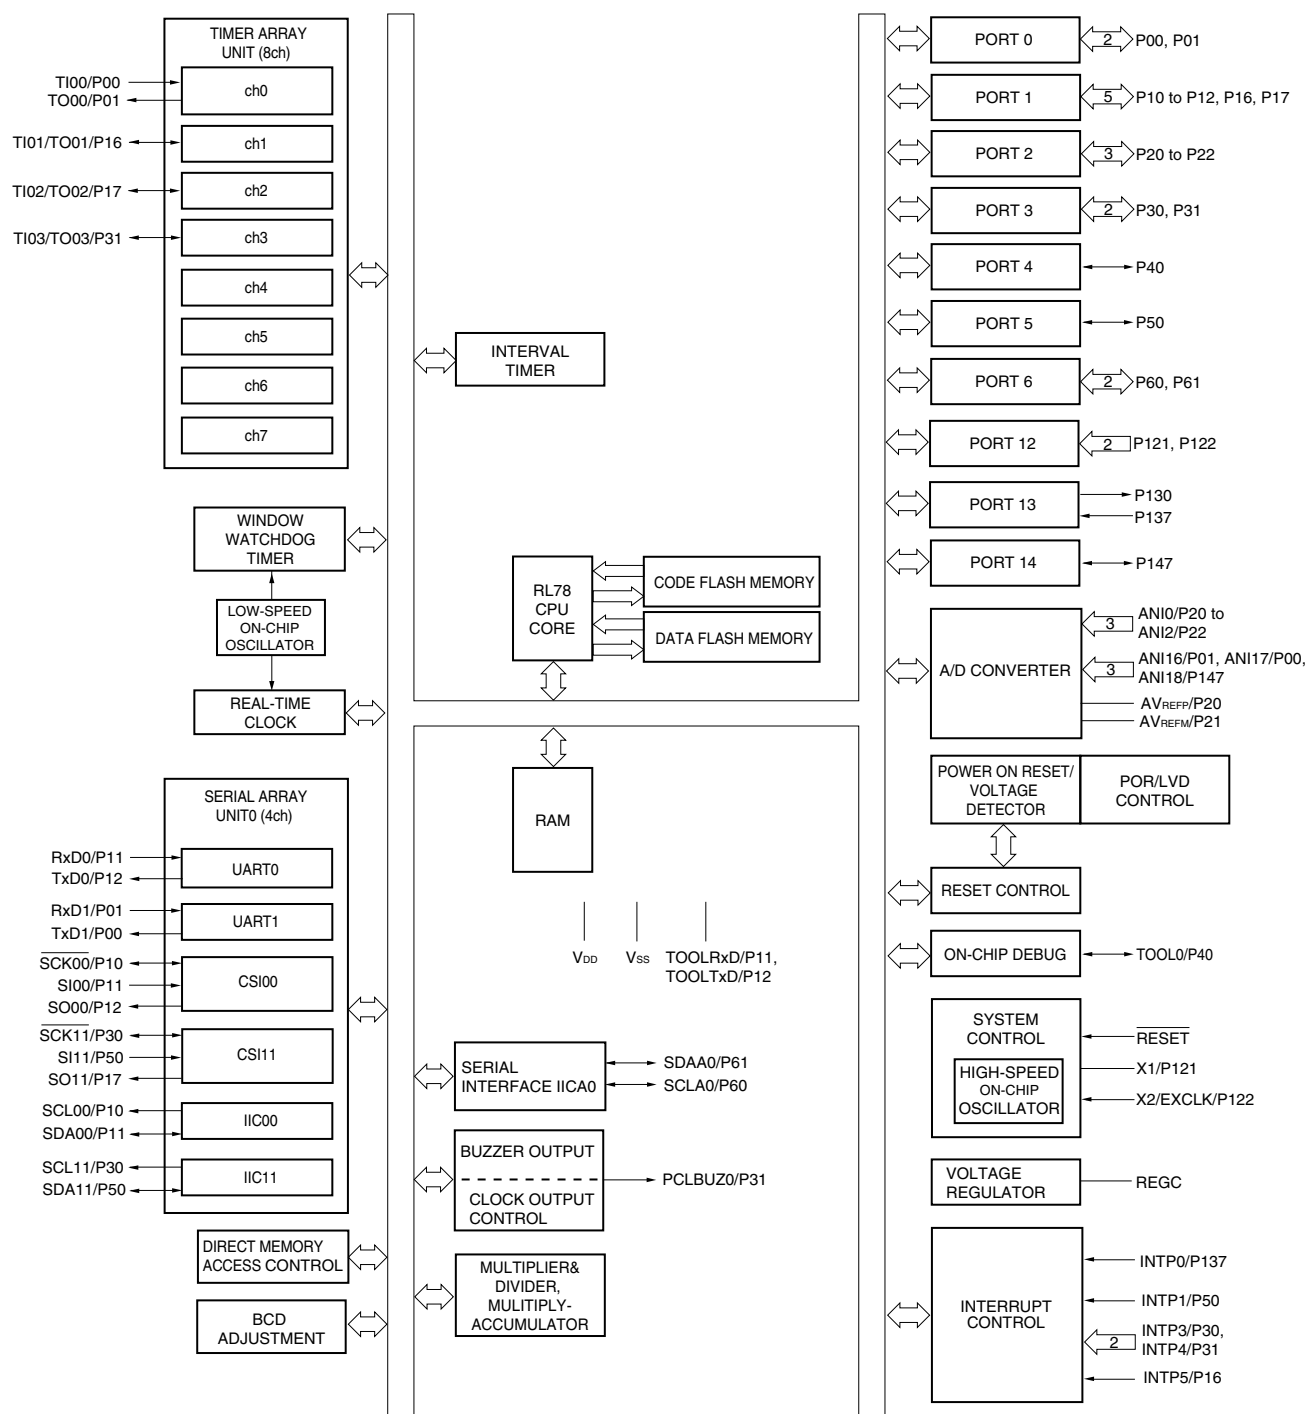 TIMER ARRAY
UNIT (8ch)
TI00/P00
TO00/P01
ch0
TI01/TO01/P16
ch1
TI02/TO02/P17
ch2
TI03/TO03/P31
ch3
ch4
ch5
ch6
ch7
WINDOW
WATCHDOG
TIMER
LOW-SPEED
ON-CHIP
OSCILLATOR
REAL-TIME
CLOCK
SERIAL ARRAY
UNIT0 (4ch)
RxD0/P11
TxD0/P12
UART0
RxD1/P01
TxD1/P00
UART1
SCK00/P10
SI00/P11
SO00/P12
CSI00
SCK11/P30
SI11/P50
SO11/P17
CSI11
SCL00/P10
SDA00/P11
IIC00
SCL11/P30
SDA11/P50
IIC11
DIRECT MEMORY
ACCESS CONTROL
BCD
ADJUSTMENT
INTERVAL
TIMER
RL78
CPU
CORE
CODE FLASH MEMORY
DATA FLASH MEMORY
RAM
VDD
VSS
TOOLRxD/P11,
TOOLTxD/P12
SERIAL
INTERFACE IICA0
SDAA0/P61
SCLA0/P60
BUZZER OUTPUT
CLOCK OUTPUT
CONTROL
PCLBUZ0/P31
MULTIPLIER&
DIVIDER,
MULITIPLY-
ACCUMULATOR
PORT 0
2
P00, P01
PORT 1
5
P10 to P12, P16, P17
PORT 2
3
P20 to P22
PORT 3
2
P30, P31
PORT 4
P40
PORT 5
P50
PORT 6
2
P60, P61
PORT 12
2
P121, P122
PORT 13
P130
P137
PORT 14
P147
A/D CONVERTER
3
ANI0/P20 to
ANI2/P22
3
ANI16/P01, ANI17/P00,
ANI18/P147
AVREFP/P20
AVREFM/P21
POWER ON RESET/
VOLTAGE
DETECTOR
POR/LVD
CONTROL
RESET CONTROL
ON-CHIP DEBUG
TOOL0/P40
SYSTEM
CONTROL
HIGH-SPEED
ON-CHIP
OSCILLATOR
RESET
X1/P121
X2/EXCLK/P122
VOLTAGE
REGULATOR
REGC
INTERRUPT
CONTROL
INTP0/P137
INTP1/P50
2
INTP3/P30,
INTP4/P31
INTP5/P16